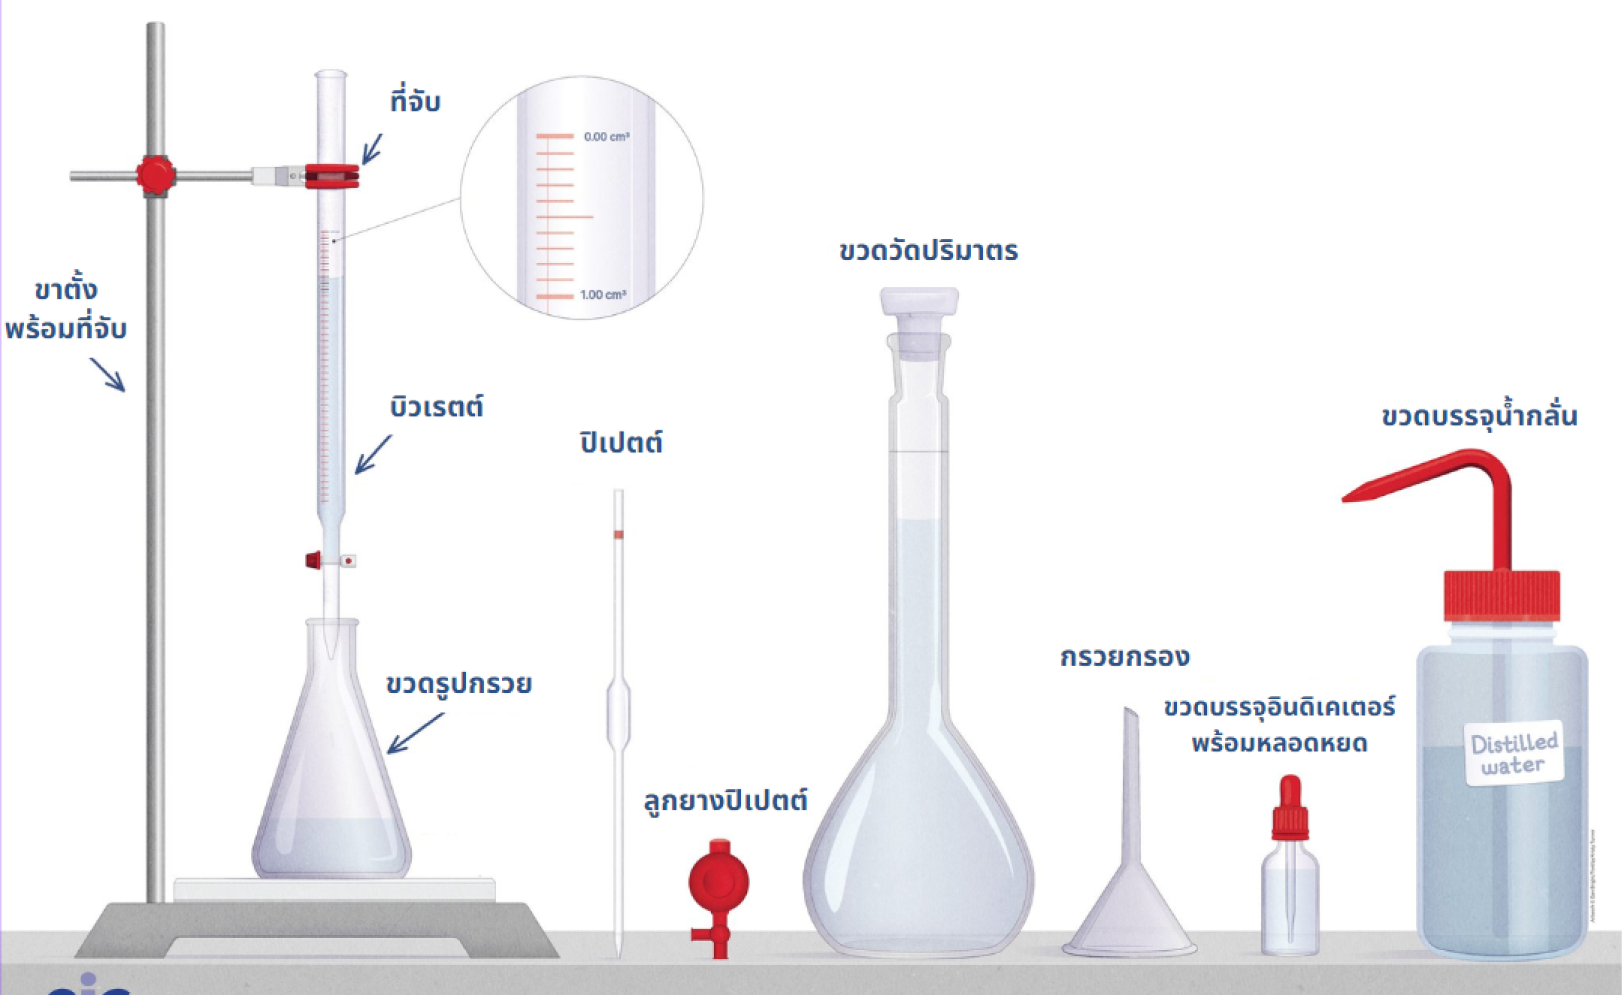 ที่จับ
0.00 cm³
1.00 cm³
ขวดวัดปริมาตร
ขาตั้ง
พร้อมที่จับ
บิวเรตต์
ปิเปตต์
ขวดบรรจุน้ำกลั่น
ขวดรูปกรวย
กรวยกรอง
ขวดบรรจุอินดิเคเตอร์
พร้อมหลอดหยด
ลูกยางปิเปตต์
Distilled
water